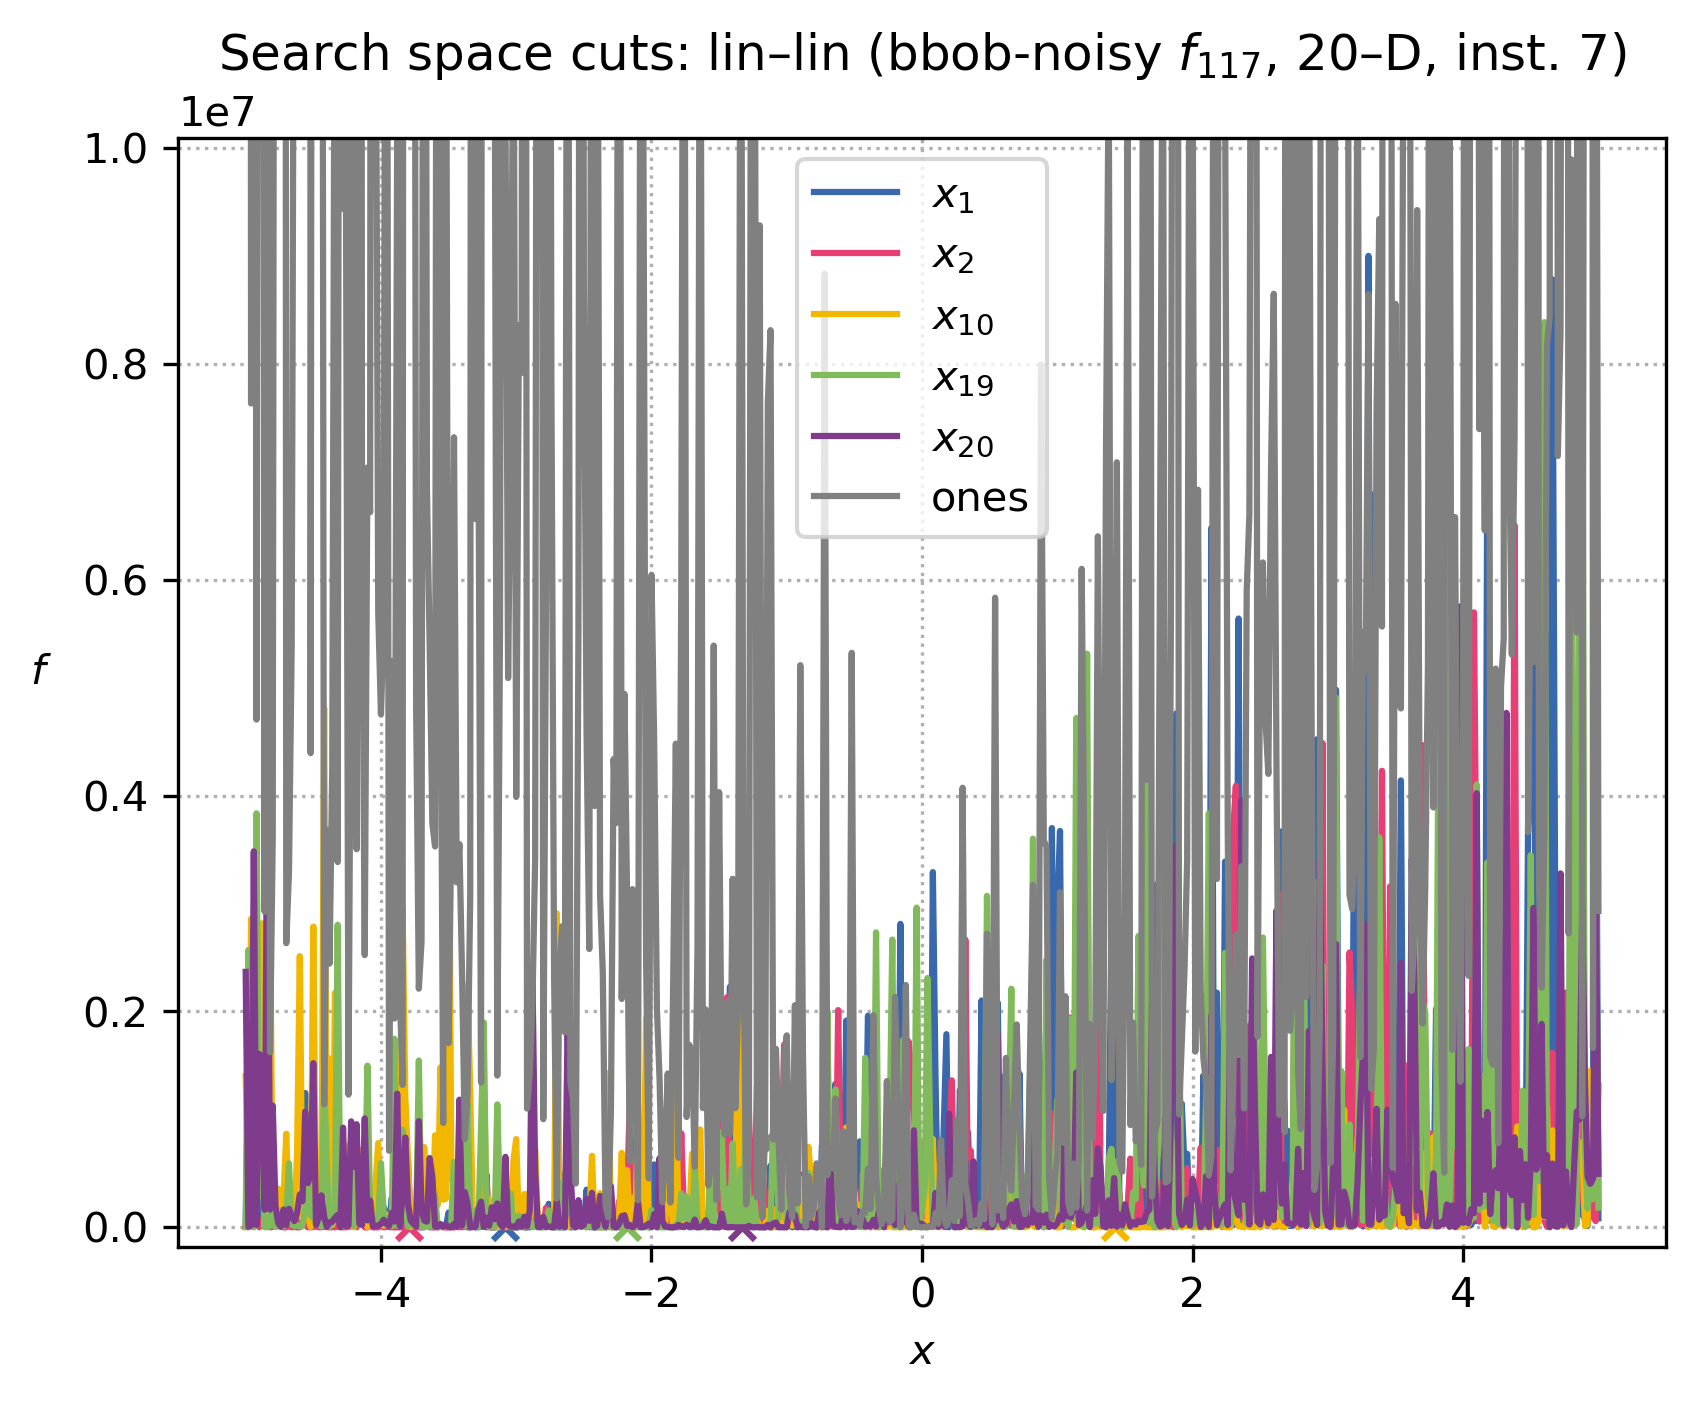 Search space cuts: lin–lin (bbob-noisy f₁₁₇, 20–D, inst. 7)
1e7
1.0
0.8
0.6
0.4
0.2
0.0
f
x₁
x₂
x₁₀
x₁₉
x₂₀
ones
−4 −2 0 2 4
x